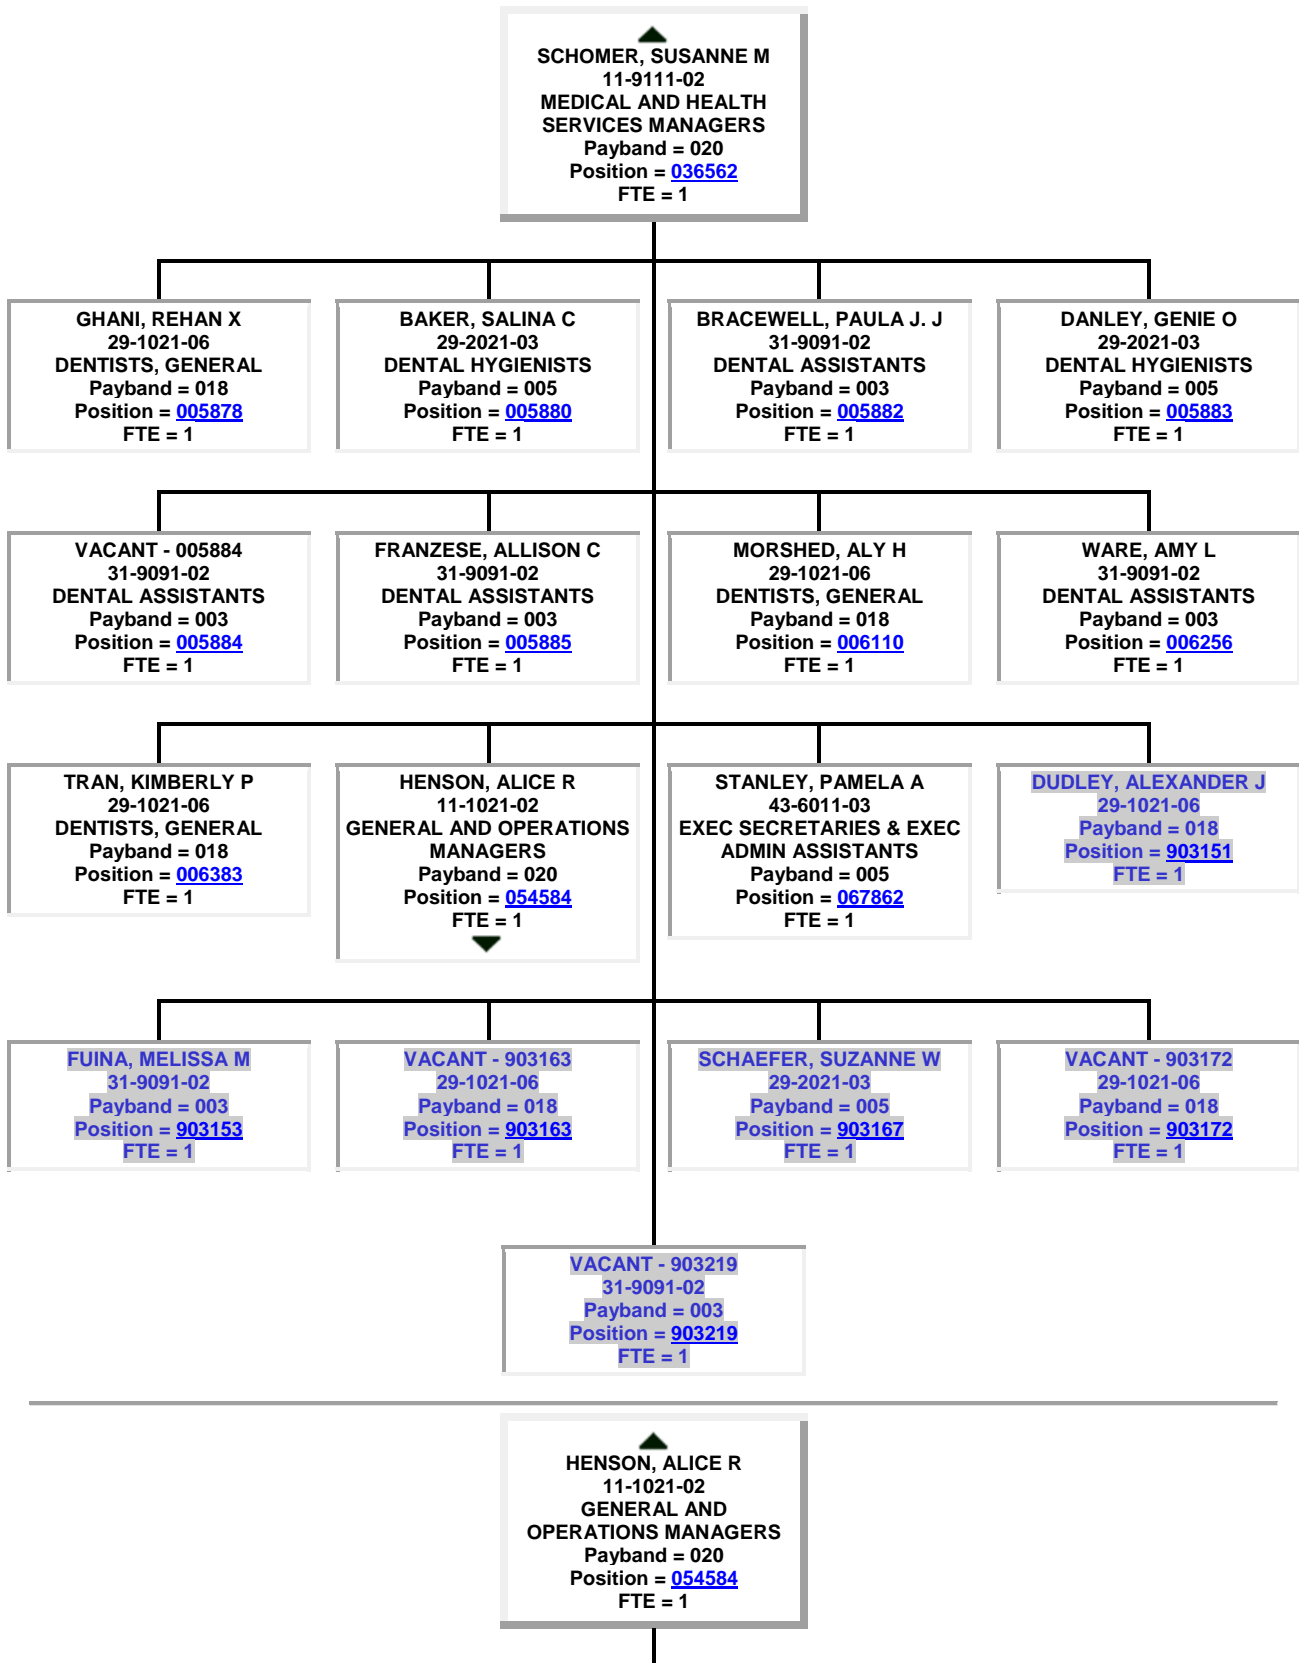 SCHOMER, SUSANNE M
11-9111-02
MEDICAL AND HEALTH
SERVICES MANAGERS
Payband = 020
Position = 036562
FTE = 1
GHANI, REHAN X
29-1021-06
DENTISTS, GENERAL
Payband = 018
Position = 005878
FTE = 1
BAKER, SALINA C
29-2021-03
DENTAL HYGIENISTS
Payband = 005
Position = 005880
FTE = 1
BRACEWELL, PAULA J. J
31-9091-02
DENTAL ASSISTANTS
Payband = 003
Position = 005882
FTE = 1
DANLEY, GENIE O
29-2021-03
DENTAL HYGIENISTS
Payband = 005
Position = 005883
FTE = 1
VACANT - 005884
31-9091-02
DENTAL ASSISTANTS
Payband = 003
Position = 005884
FTE = 1
FRANZESE, ALLISON C
31-9091-02
DENTAL ASSISTANTS
Payband = 003
Position = 005885
FTE = 1
MORSHED, ALY H
29-1021-06
DENTISTS, GENERAL
Payband = 018
Position = 006110
FTE = 1
WARE, AMY L
31-9091-02
DENTAL ASSISTANTS
Payband = 003
Position = 006256
FTE = 1
TRAN, KIMBERLY P
29-1021-06
DENTISTS, GENERAL
Payband = 018
Position = 006383
FTE = 1
HENSON, ALICE R
11-1021-02
GENERAL AND OPERATIONS
MANAGERS
Payband = 020
Position = 054584
FTE = 1
STANLEY, PAMELA A
43-6011-03
EXEC SECRETARIES & EXEC
ADMIN ASSISTANTS
Payband = 005
Position = 067862
FTE = 1
DUDLEY, ALEXANDER J
29-1021-06
Payband = 018
Position = 903151
FTE = 1
FUINA, MELISSA M
31-9091-02
Payband = 003
Position = 903153
FTE = 1
VACANT - 903163
29-1021-06
Payband = 018
Position = 903163
FTE = 1
SCHAEFER, SUZANNE W
29-2021-03
Payband = 005
Position = 903167
FTE = 1
VACANT - 903172
29-1021-06
Payband = 018
Position = 903172
FTE = 1
VACANT - 903219
31-9091-02
Payband = 003
Position = 903219
FTE = 1
HENSON, ALICE R
11-1021-02
GENERAL AND
OPERATIONS MANAGERS
Payband = 020
Position = 054584
FTE = 1